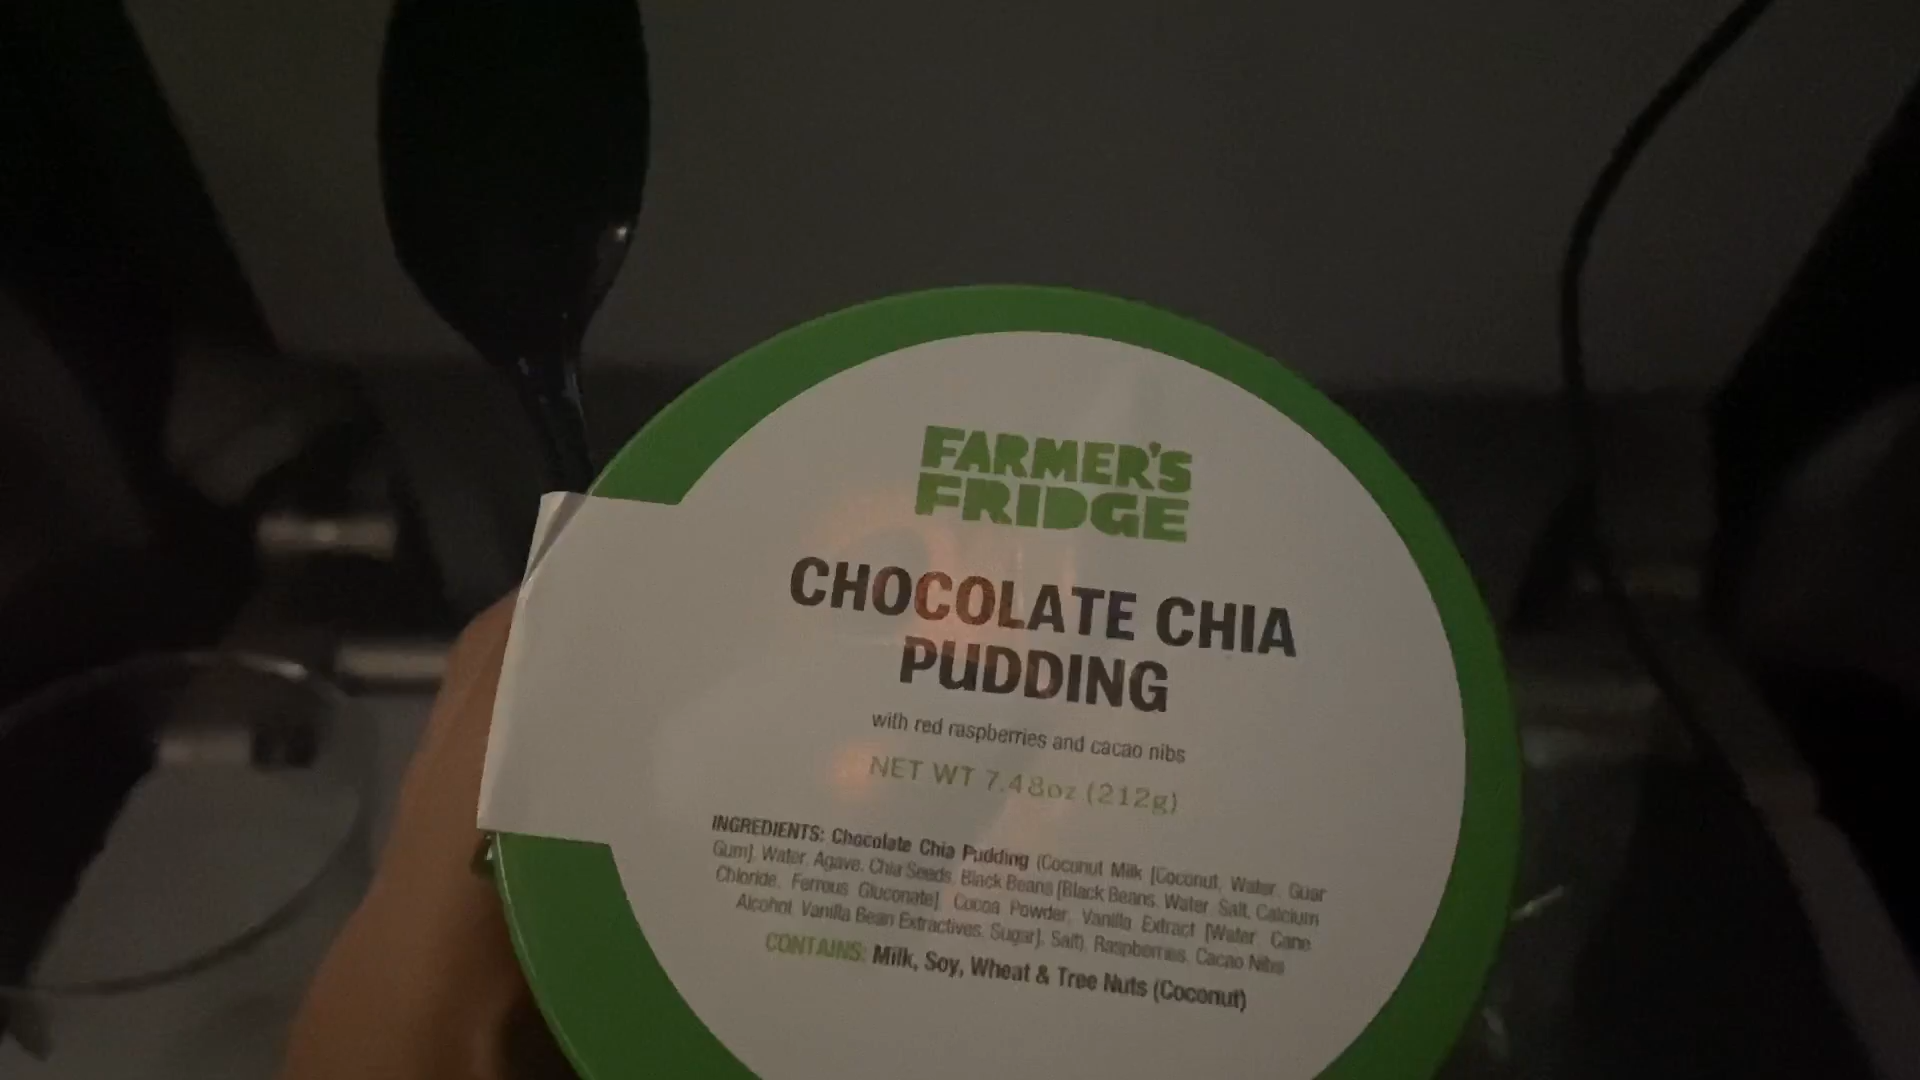 FARMER'S
FRIDGE
CHOCOLATE CHIA
PUDDING
with red raspberries and cacao nibs
NET WT 7.48oz (212g)
INGREDIENTS: Chocolate Chia Pudding (Coconut Milk [Coconut, Water, Guar
Gum], Water, Agave, Chia Seeds, Black Beans [Black Beans, Water, Salt, Calcium
Chloride, Ferrous Gluconate], Cocoa Powder, Vanilla Extract [Water, Cane
Alcohol, Vanilla Bean Extractives, Sugar], Salt), Raspberries, Cacao Nibs
CONTAINS: Milk, Soy, Wheat & Tree Nuts (Coconut)